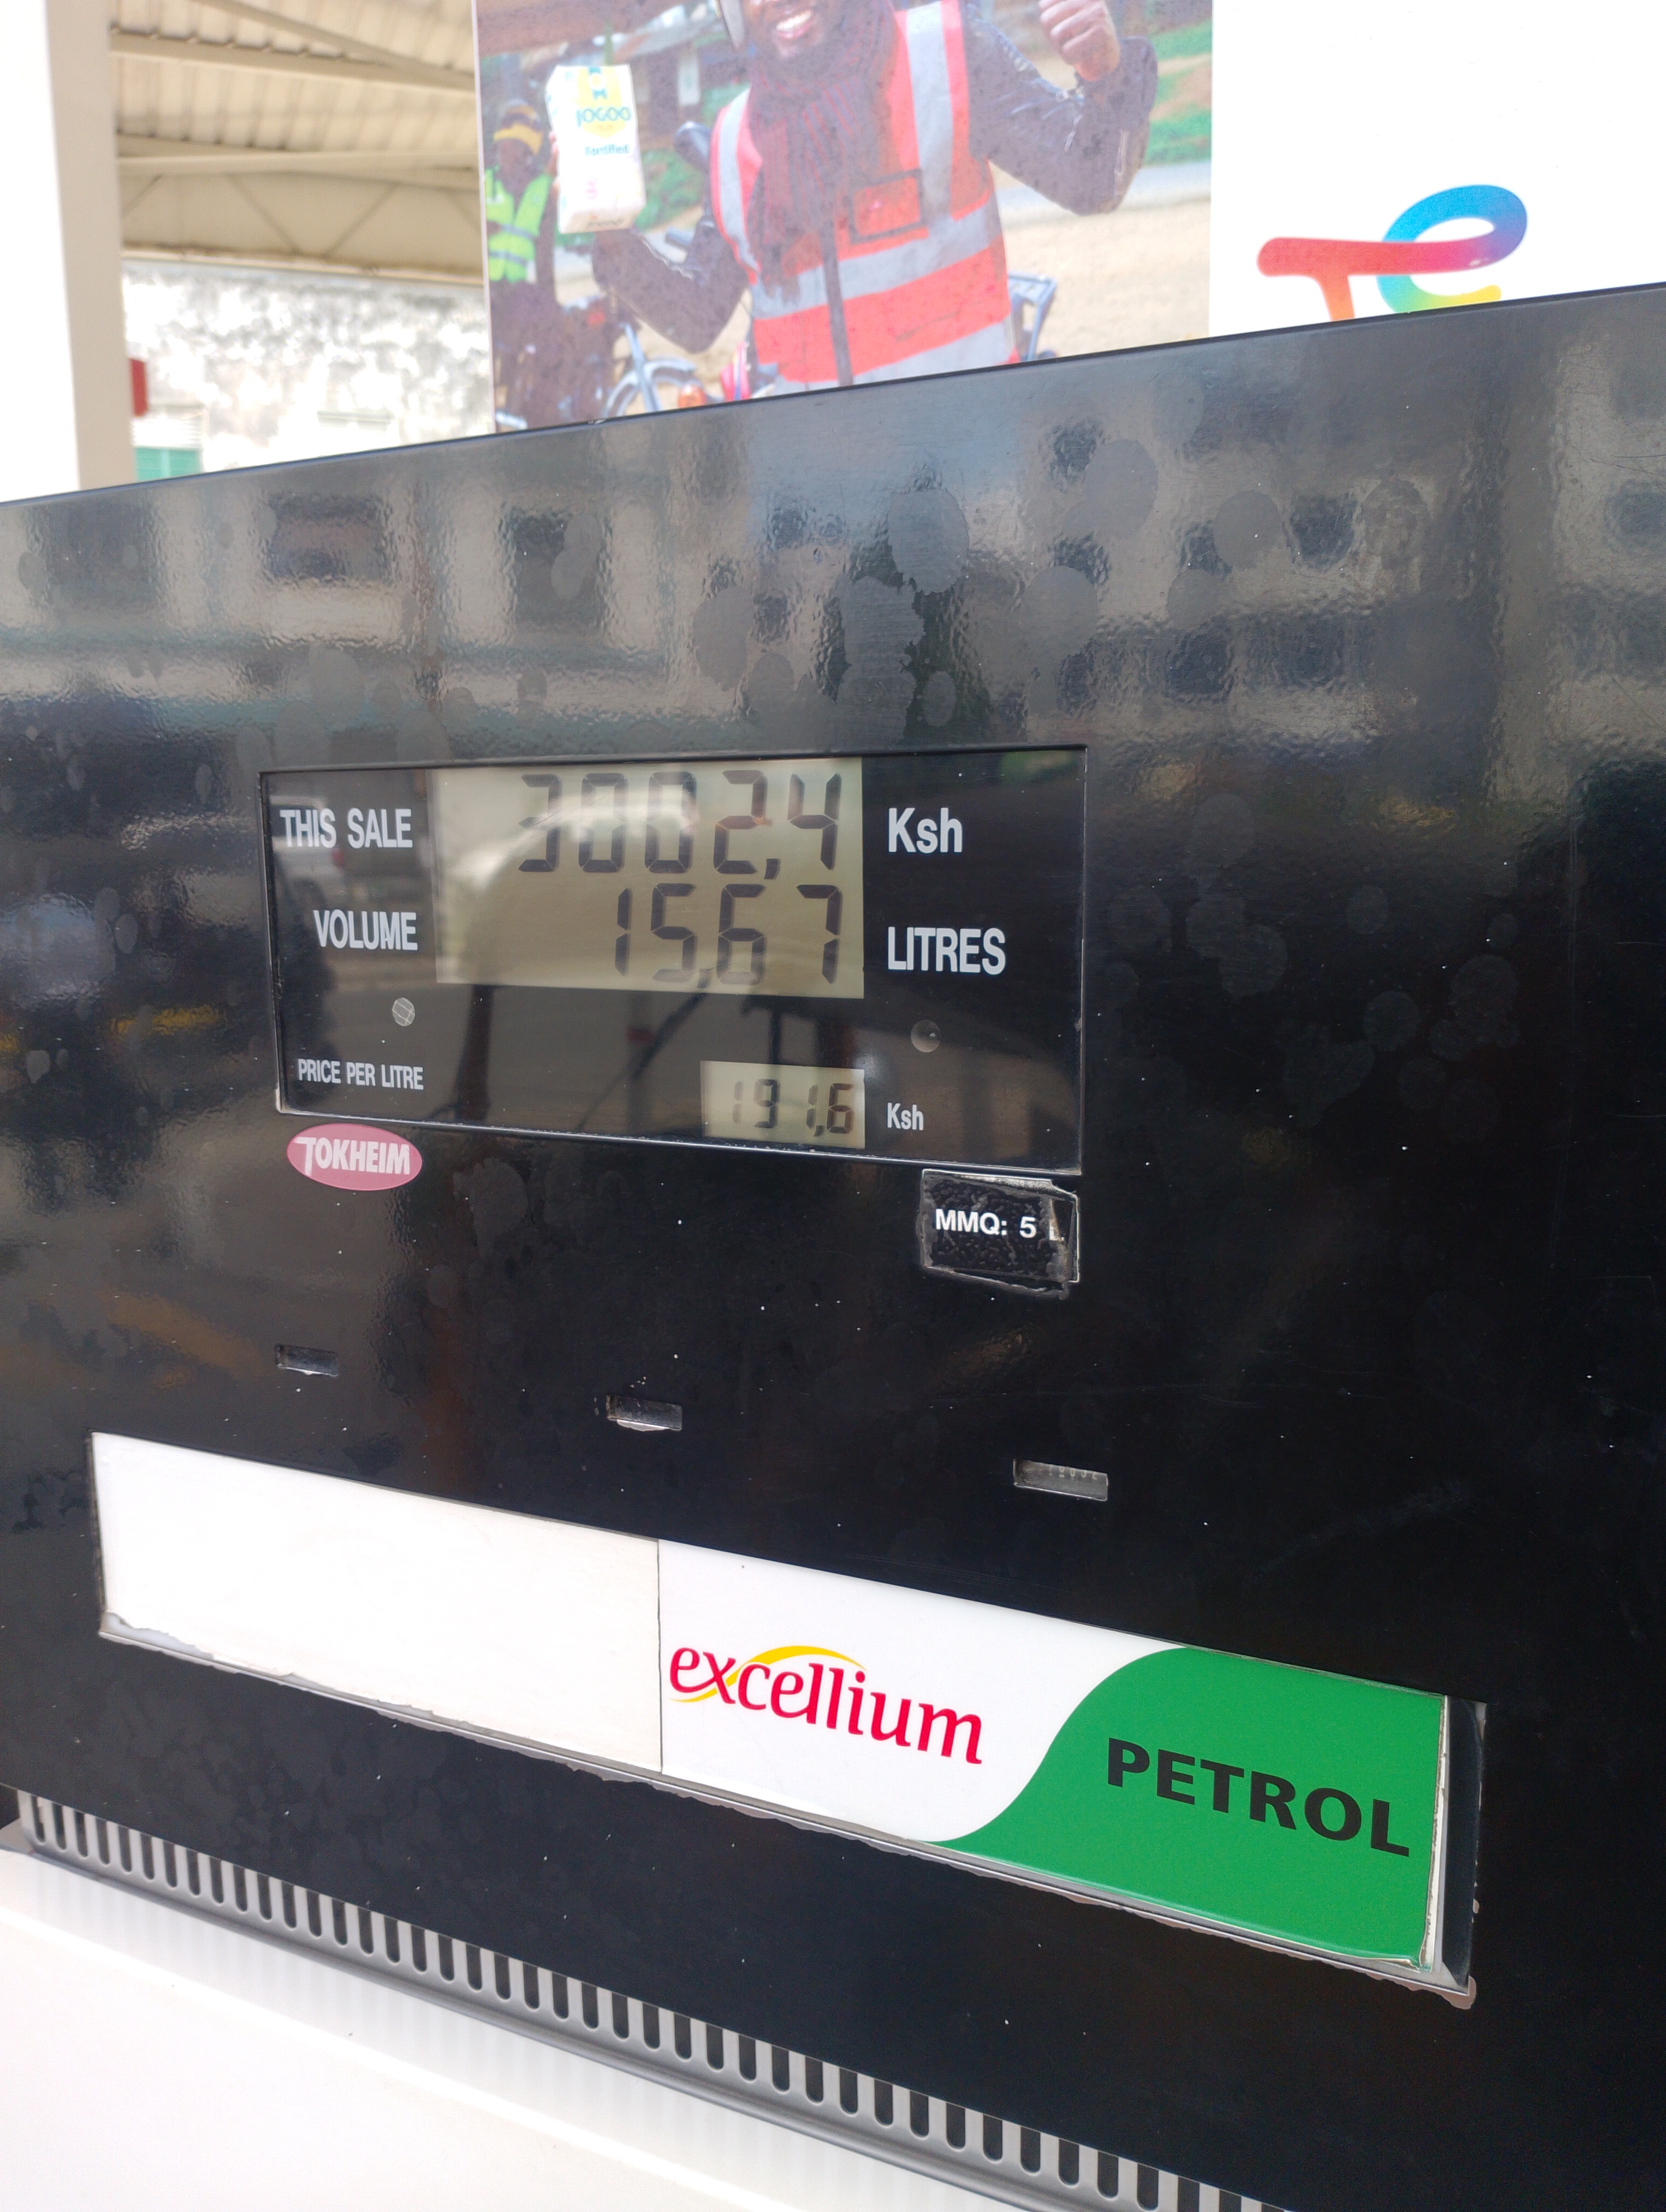 JOGOO
Fortified
THIS SALE 3002,4 Ksh
VOLUME 15,67 LITRES
PRICE PER LITRE 191,6 Ksh
TOKHEIM
MMQ: 5 L
excellium
PETROL